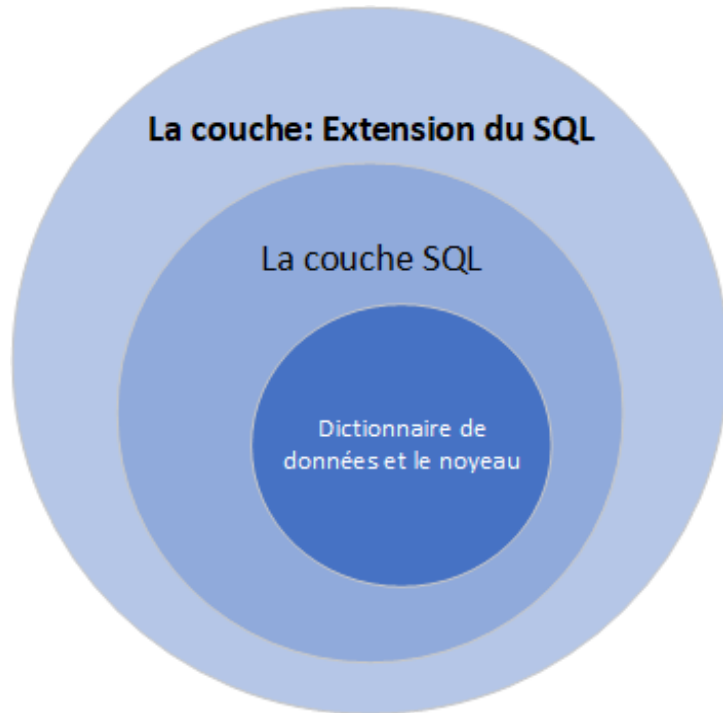 La couche: Extension du SQL
La couche SQL
Dictionnaire de
données et le noyeau